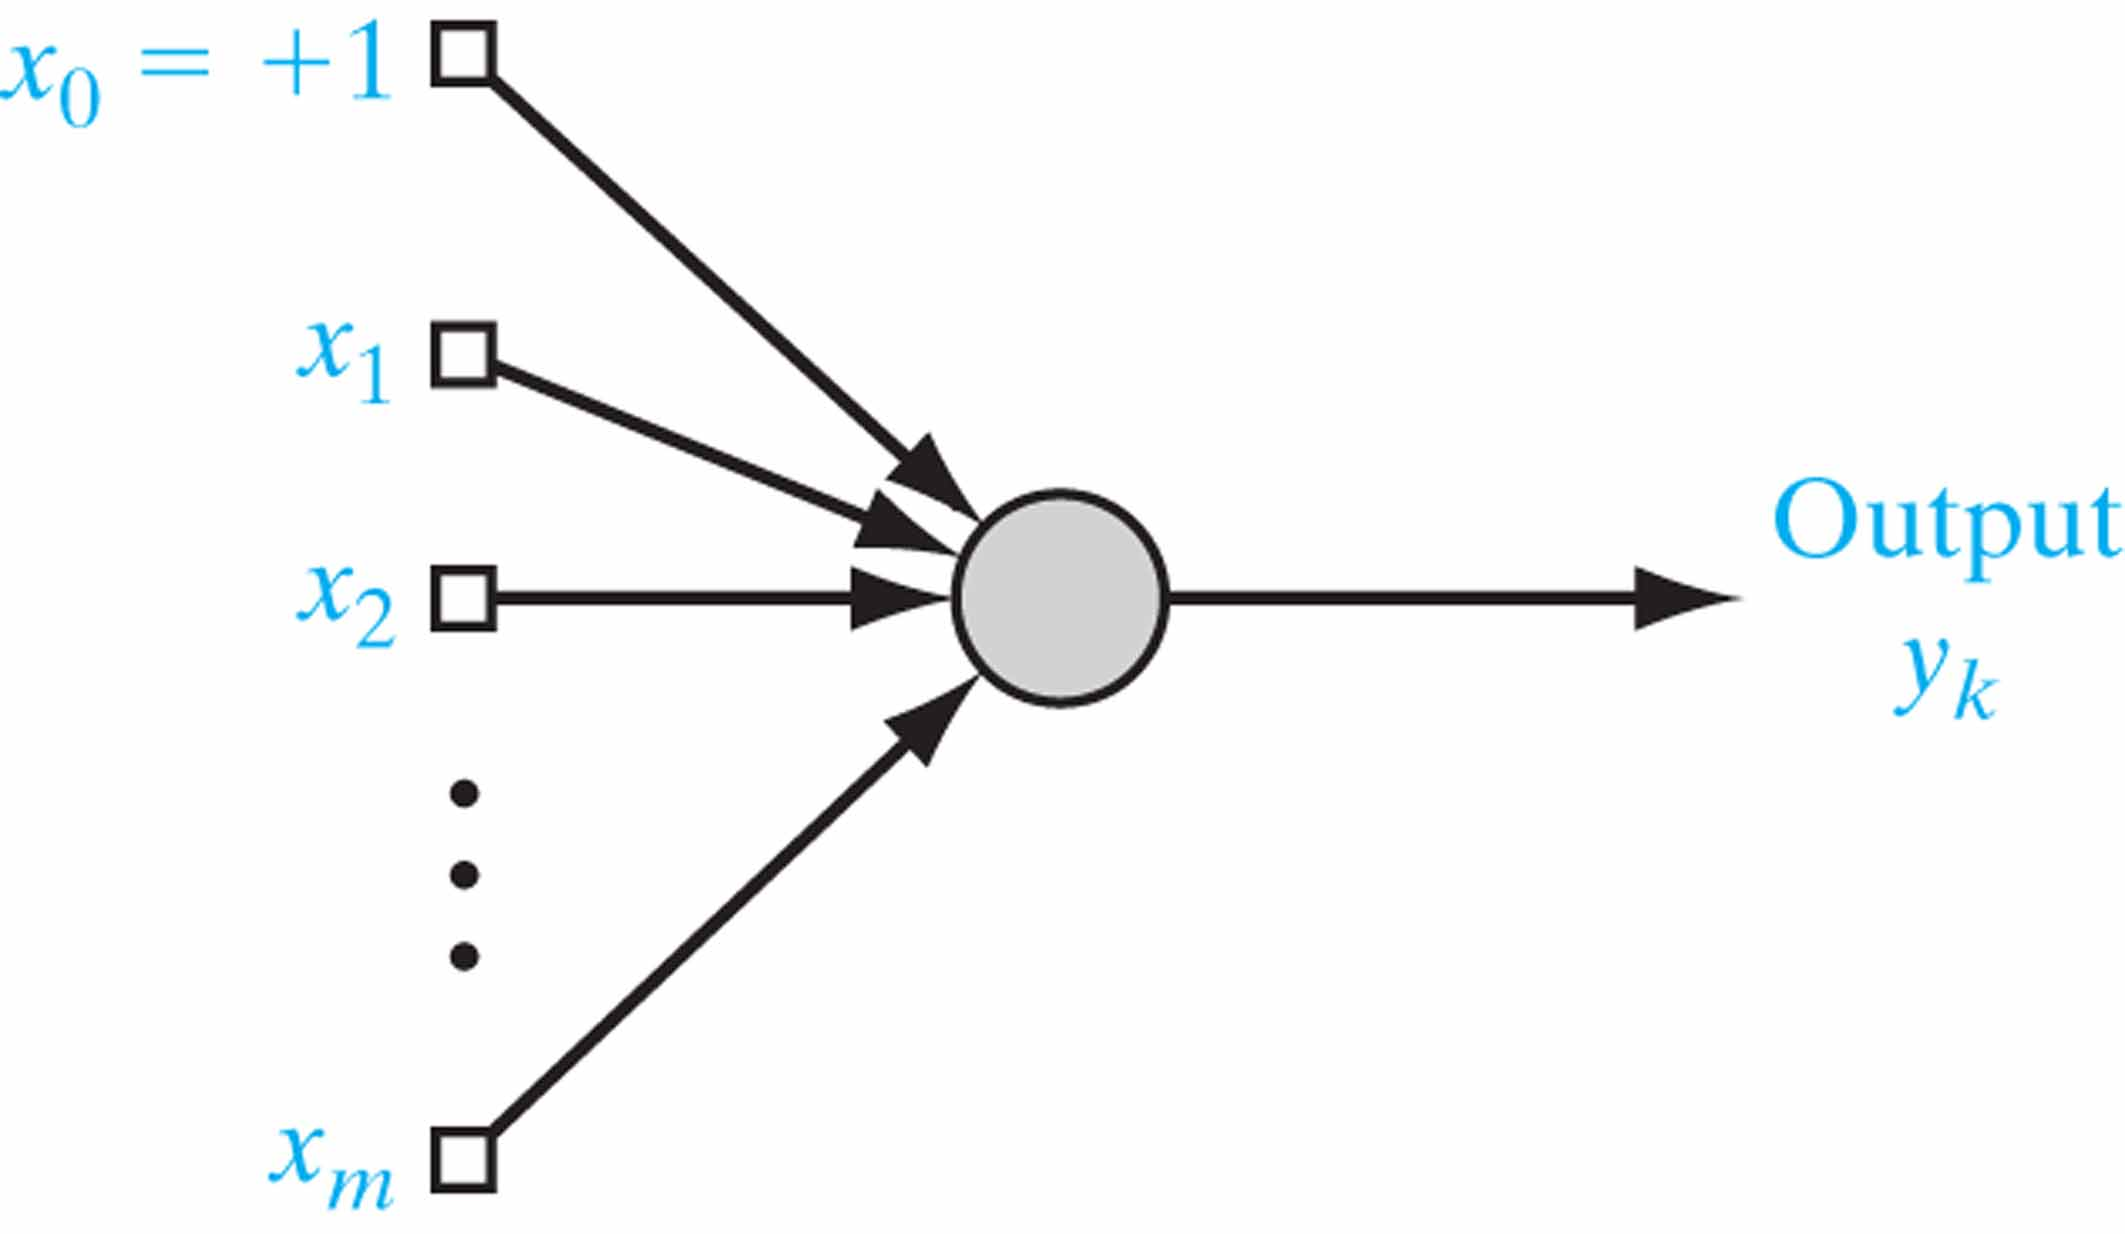 x₀ = +1
x₁
x₂
xₘ
Output
yₖ